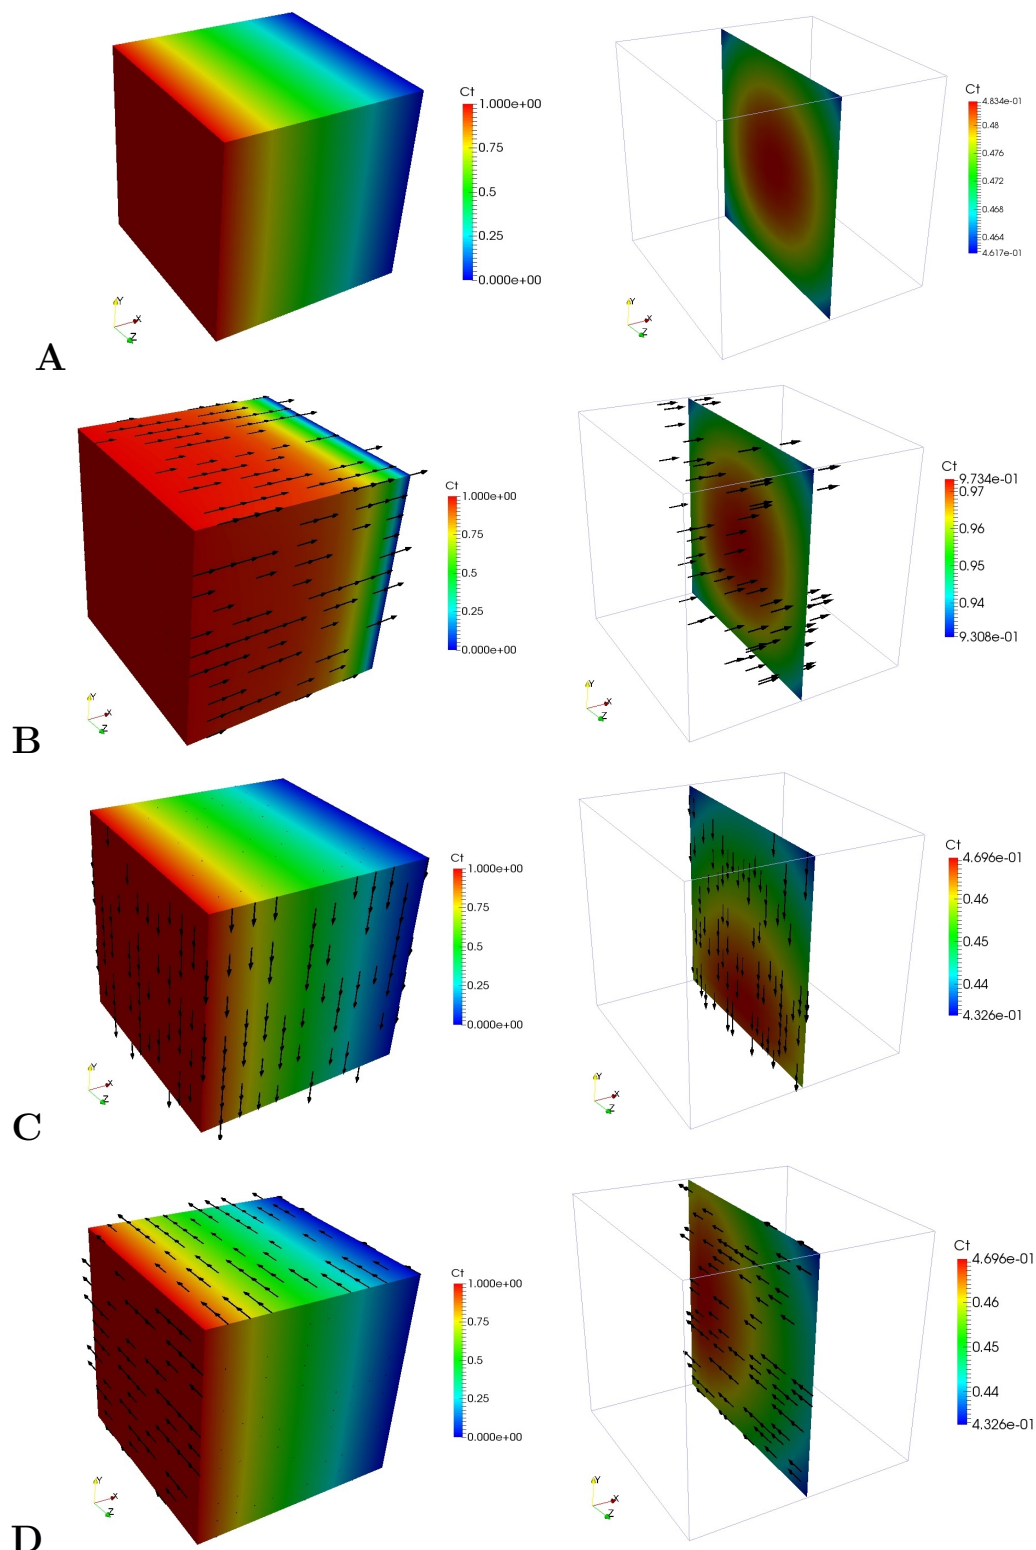 Ct
1.000e+00
0.75
0.5
0.25
0.000e+00
Y
X
Z
Ct
4.834e-01
0.48
0.476
0.472
0.468
0.464
4.617e-01
Y
X
Z
A
Ct
1.000e+00
0.75
0.5
0.25
0.000e+00
Y
X
Z
Ct
9.734e-01
0.97
0.96
0.95
0.94
9.308e-01
Y
X
Z
B
Ct
1.000e+00
0.75
0.5
0.25
0.000e+00
Y
X
Z
Ct
4.696e-01
0.46
0.45
0.44
4.326e-01
Y
X
Z
C
Ct
1.000e+00
0.75
0.5
0.25
0.000e+00
Y
X
Z
Ct
4.696e-01
0.46
0.45
0.44
4.326e-01
Y
X
Z
D